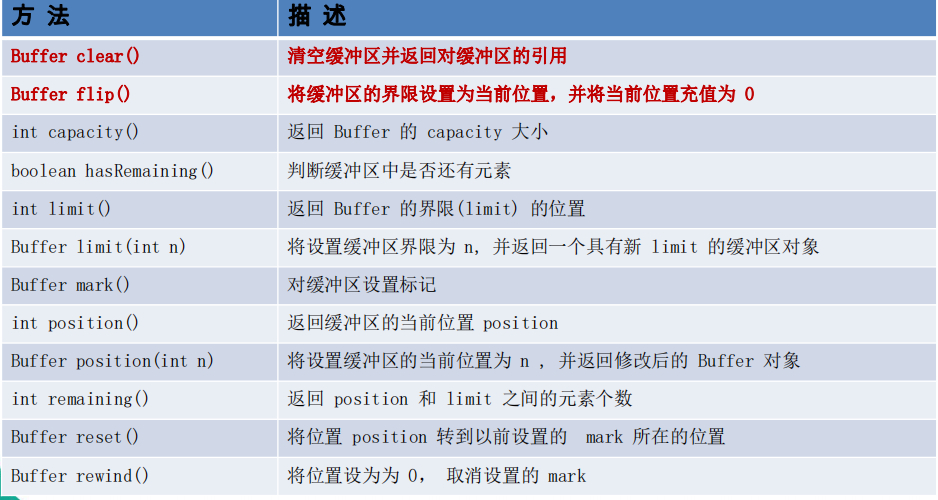 方 法 描 述
Buffer clear() 清空缓冲区并返回对缓冲区的引用
Buffer flip() 将缓冲区的界限设置为当前位置，并将当前位置充值为 0
int capacity() 返回 Buffer 的 capacity 大小
boolean hasRemaining() 判断缓冲区中是否还有元素
int limit() 返回 Buffer 的界限(limit) 的位置
Buffer limit(int n) 将设置缓冲区界限为 n, 并返回一个具有新 limit 的缓冲区对象
Buffer mark() 对缓冲区设置标记
int position() 返回缓冲区的当前位置 position
Buffer position(int n) 将设置缓冲区的当前位置为 n , 并返回修改后的 Buffer 对象
int remaining() 返回 position 和 limit 之间的元素个数
Buffer reset() 将位置 position 转到以前设置的 mark 所在的位置
Buffer rewind() 将位置设为为 0， 取消设置的 mark